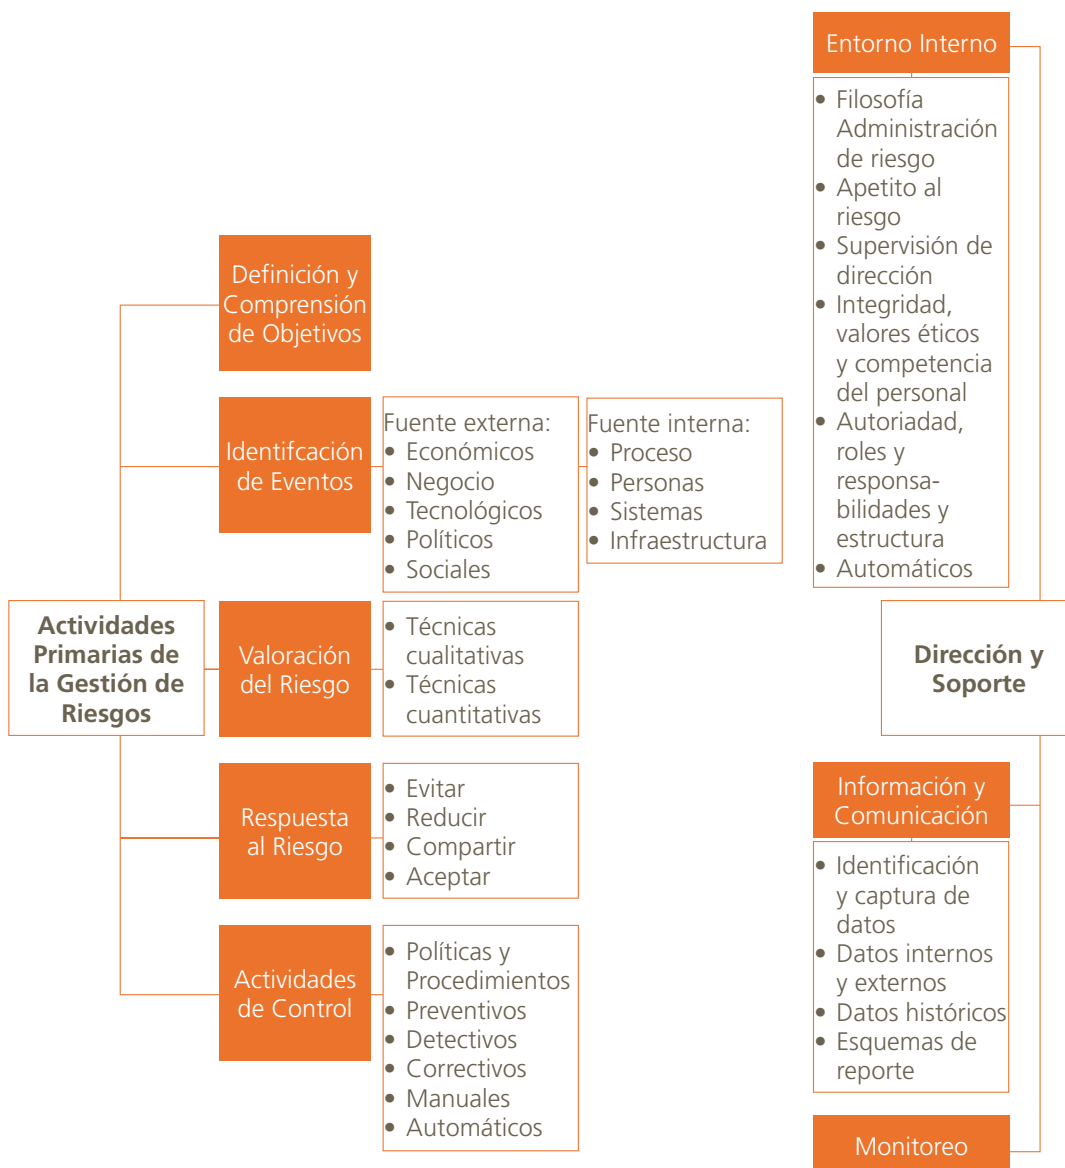 Actividades
Primarias de
la Gestión de
Riesgos
Definición y
Comprensión
de Objetivos
Identifcación
de Eventos
Fuente externa:
• Económicos
• Negocio
• Tecnológicos
• Políticos
• Sociales
Fuente interna:
• Proceso
• Personas
• Sistemas
• Infraestructura
Valoración
del Riesgo
• Técnicas
cualitativas
• Técnicas
cuantitativas
Respuesta
al Riesgo
• Evitar
• Reducir
• Compartir
• Aceptar
Actividades
de Control
• Políticas y
Procedimientos
• Preventivos
• Detectivos
• Correctivos
• Manuales
• Automáticos
Entorno Interno
• Filosofía
Administración
de riesgo
• Apetito al
riesgo
• Supervisión de
dirección
• Integridad,
valores éticos
y competencia
del personal
• Autoriadad,
roles y
responsa-
bilidades y
estructura
• Automáticos
Dirección y
Soporte
Información y
Comunicación
• Identificación
y captura de
datos
• Datos internos
y externos
• Datos históricos
• Esquemas de
reporte
Monitoreo